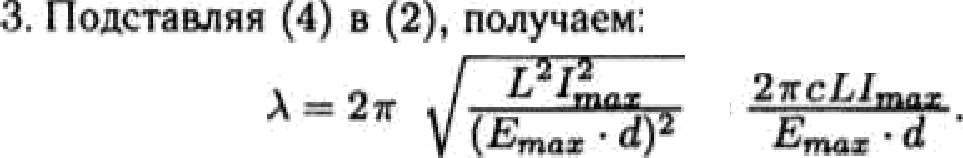 3. Подставляя (4) в (2), получаем:
λ = 2π √(L²I²max / (Emax · d)²) 2πcLImax / Emax · d.